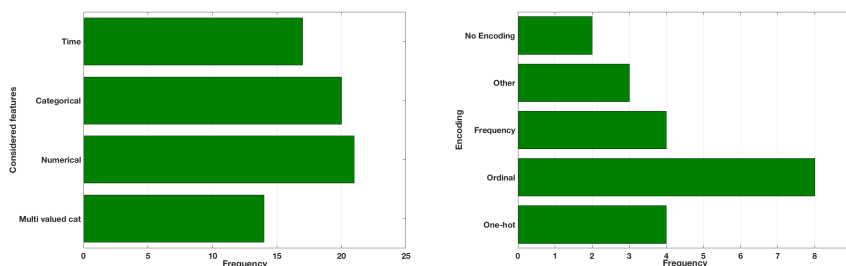 Considered features
Time
Categorical
Numerical
Multi valued cat
0 5 10 15 20 25
Frequency
Encoding
No Encoding
Other
Frequency
Ordinal
One-hot
0 1 2 3 4 5 6 7 8
Frequency